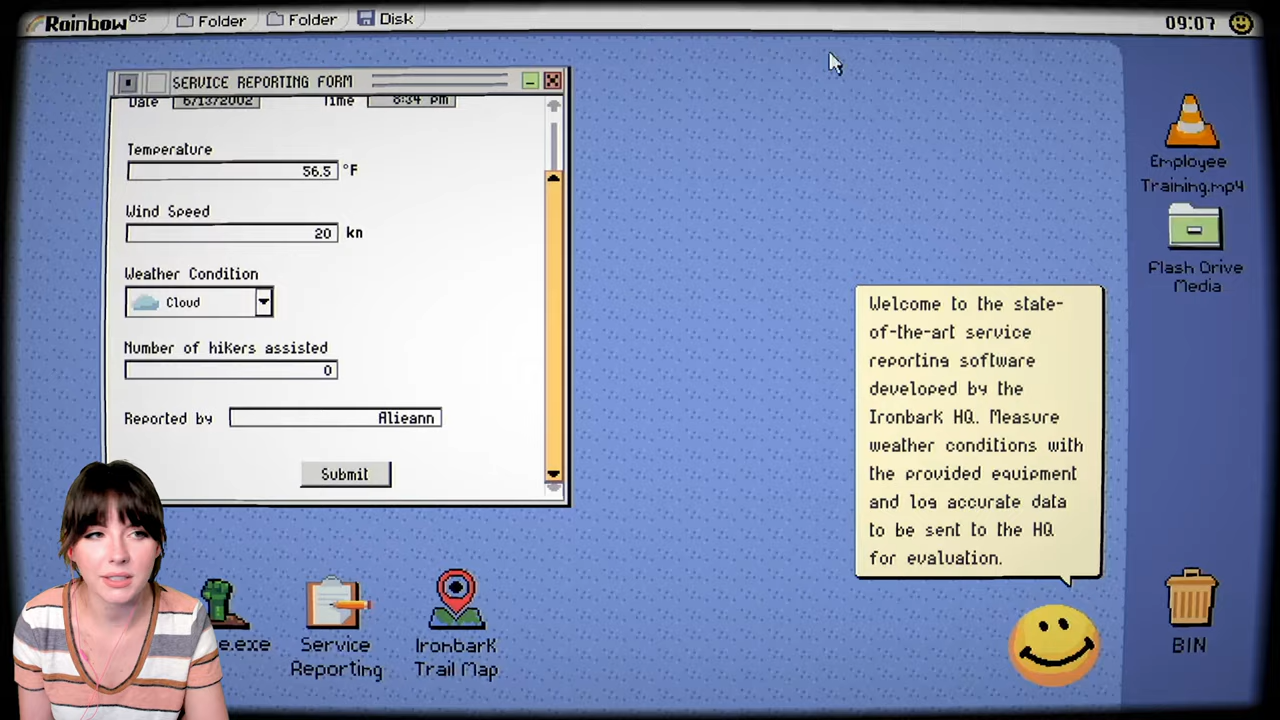 RainbowOS
Folder
Folder
Disk
09:07
SERVICE REPORTING FORM
Date 6/13/2002 Time 8:34 pm
Temperature
56.5 °F
Wind Speed
20 kn
Weather Condition
Cloud
Number of hikers assisted
0
Reported by Alieann
Submit
Employee
Training.mp4
Flash Drive
Media
Welcome to the state-
of-the-art service
reporting software
developed by the
Ironbark HQ. Measure
weather conditions with
the provided equipment
and log accurate data
to be sent to the HQ
for evaluation.
e.exe
Service
Reporting
Ironbark
Trail Map
BIN